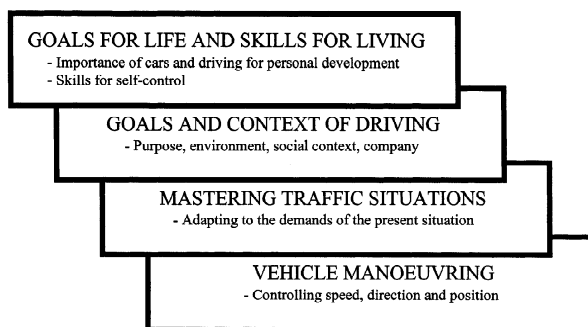 GOALS FOR LIFE AND SKILLS FOR LIVING
- Importance of cars and driving for personal development
- Skills for self-control
GOALS AND CONTEXT OF DRIVING
- Purpose, environment, social context, company
MASTERING TRAFFIC SITUATIONS
- Adapting to the demands of the present situation
VEHICLE MANOEUVRING
- Controlling speed, direction and position